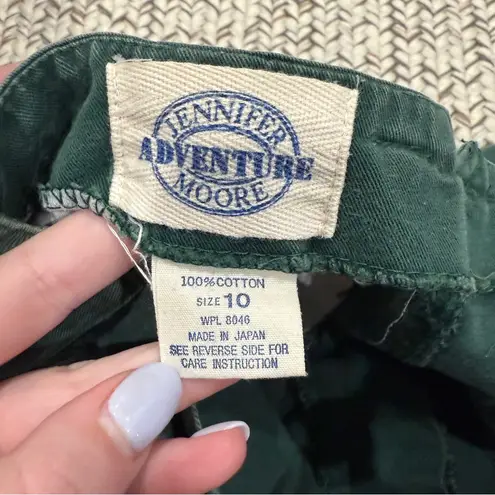 JENNIFER
ADVENTURE
MOORE
100%COTTON
SIZE 10
WPL 8046
MADE IN JAPAN
SEE REVERSE SIDE FOR
CARE INSTRUCTION